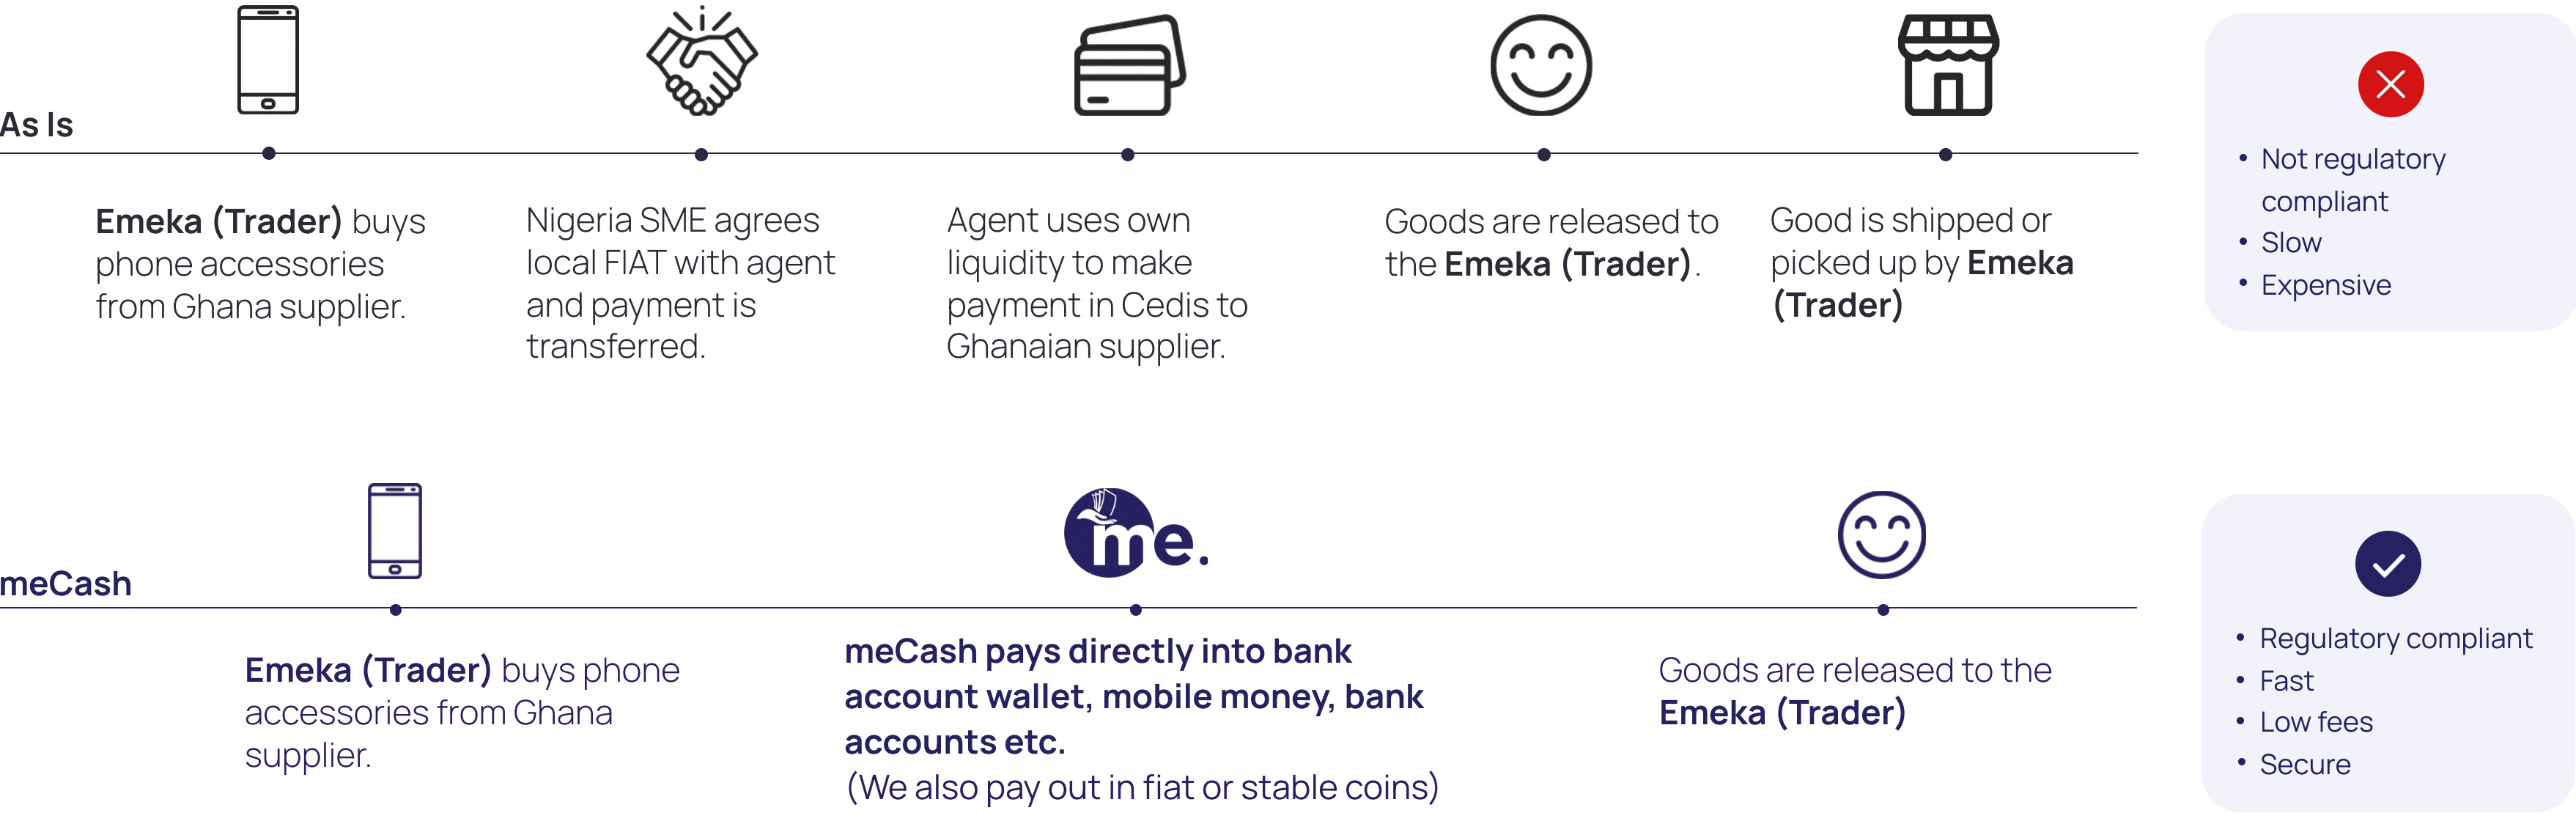 As Is
Emeka (Trader) buys
phone accessories
from Ghana supplier.
Nigeria SME agrees
local FIAT with agent
and payment is
transferred.
Agent uses own
liquidity to make
payment in Cedis to
Ghanaian supplier.
Goods are released to
the Emeka (Trader).
Good is shipped or
picked up by Emeka
(Trader)
• Not regulatory
compliant
• Slow
• Expensive
meCash
me.
Emeka (Trader) buys phone
accessories from Ghana
supplier.
meCash pays directly into bank
account wallet, mobile money, bank
accounts etc.
(We also pay out in fiat or stable coins)
Goods are released to the
Emeka (Trader)
• Regulatory compliant
• Fast
• Low fees
• Secure